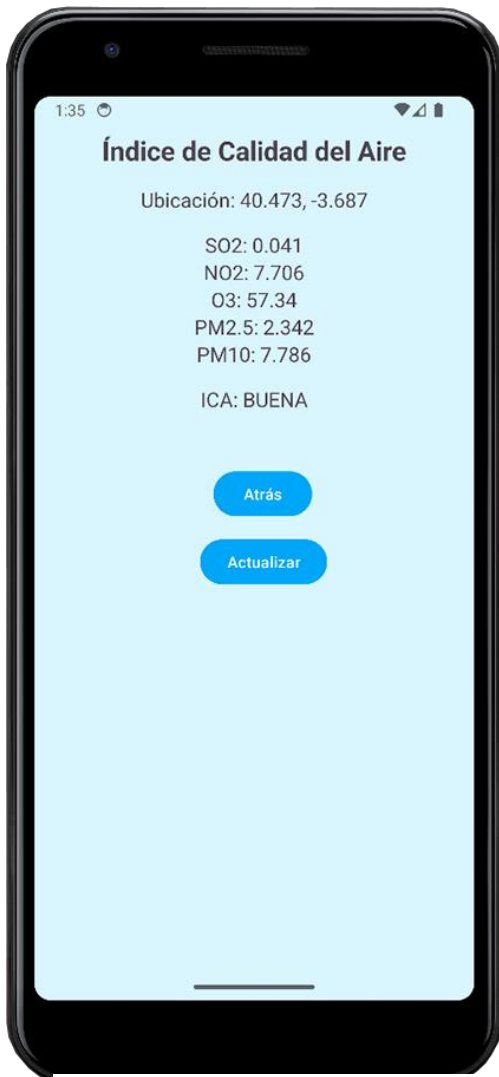 1:35
Índice de Calidad del Aire
Ubicación: 40.473, -3.687
SO2: 0.041
NO2: 7.706
O3: 57.34
PM2.5: 2.342
PM10: 7.786
ICA: BUENA
Atrás
Actualizar